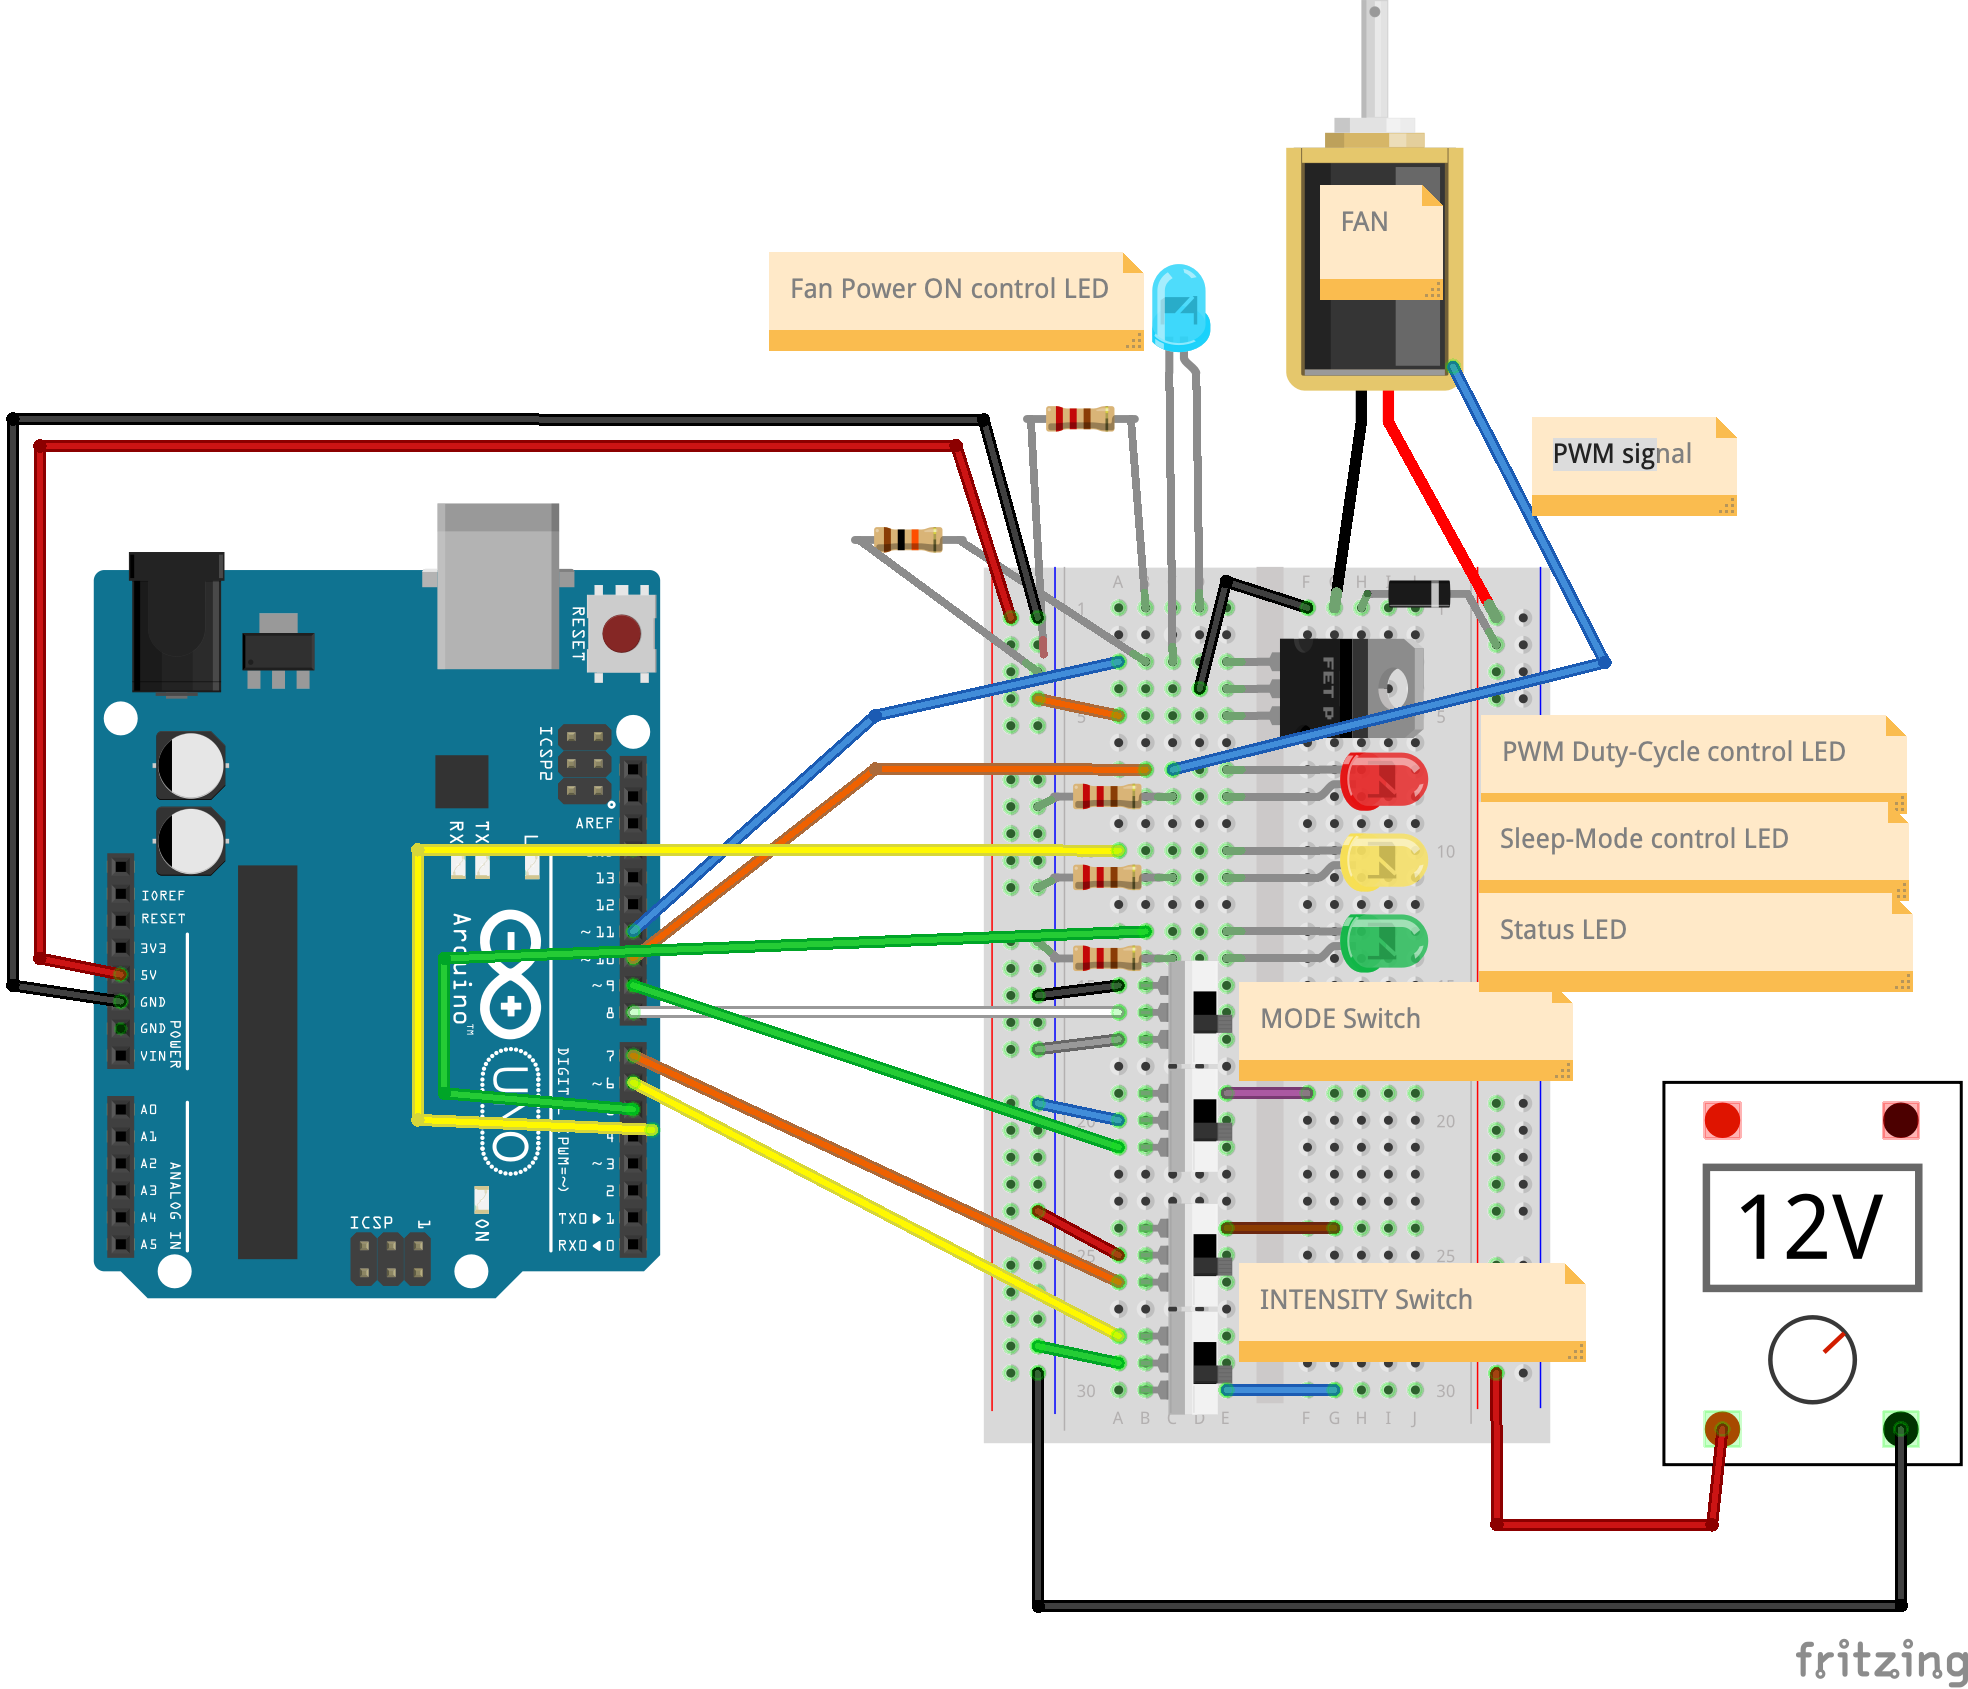 FAN
Fan Power ON control LED
PWM signal
PWM Duty-Cycle control LED
Sleep-Mode control LED
Status LED
MODE Switch
INTENSITY Switch
12V
RESET
ICSP2
AREF
13
12
~11
~10
~9
8
7
~6
4
~3
2
TX0▶1
RX0◀0
RX
TX
L
Arduino™
UNO
ON
ICSP
1
IOREF
RESET
3V3
5V
GND
GND
VIN
POWER
A0
A1
A2
A3
A4
A5
ANALOG IN
A
F
H
1
5
5
10
20
20
25
25
30
30
A B C D E F G H I J
FET P
fritzing